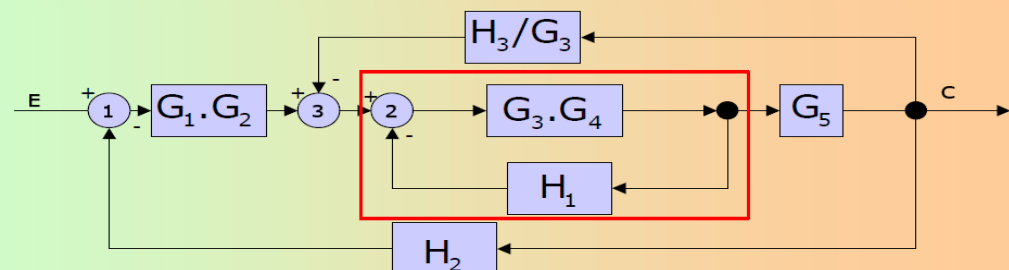 H₃/G₃
E + 1 - G₁.G₂ + - 3 + 2 - G₃.G₄ G₅ C
H₁
H₂